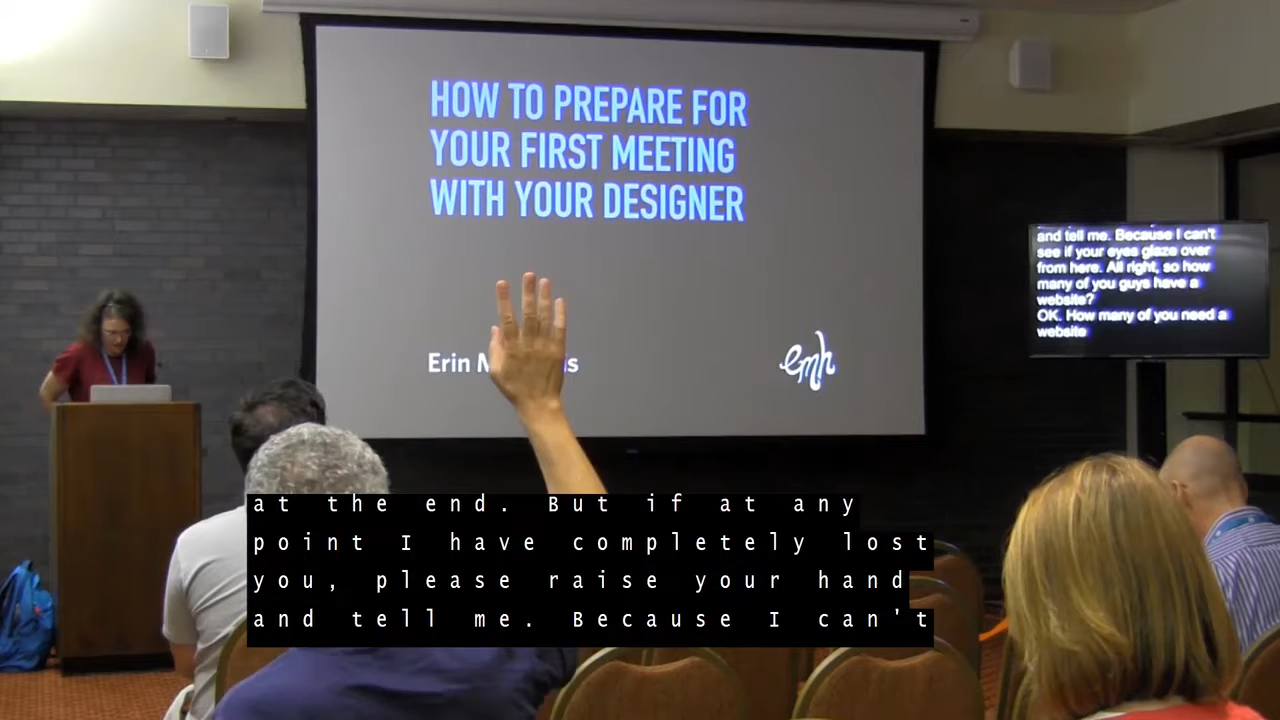 HOW TO PREPARE FOR
YOUR FIRST MEETING
WITH YOUR DESIGNER
Erin
emh
and tell me. Because I can't
see if your eyes glaze over
from here. All right, so how
many of you guys have a
website?
OK. How many of you need a
website
at the end. But if at any
point I have completely lost
you, please raise your hand
and tell me. Because I can't